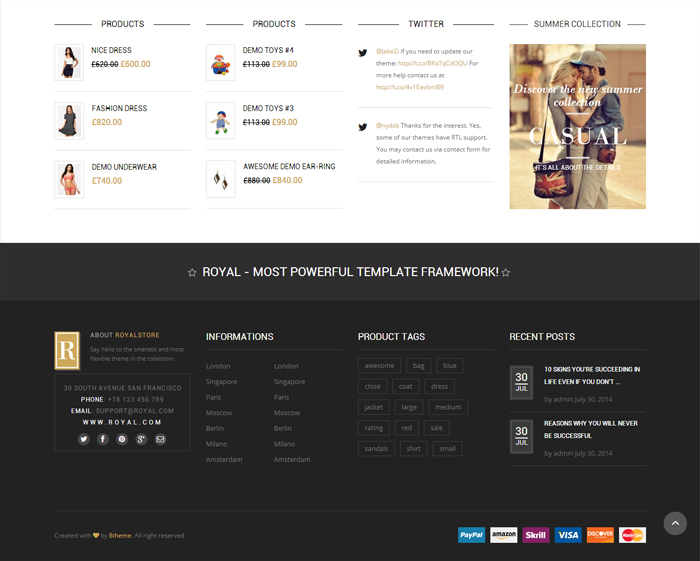 PRODUCTS
NICE DRESS
£620.00 £600.00
FASHION DRESS
£820.00
DEMO UNDERWEAR
£740.00
PRODUCTS
DEMO TOYS #4
£113.00 £99.00
DEMO TOYS #3
£113.00 £99.00
AWESOME DEMO EAR-RING
£880.00 £840.00
TWITTER
@JakeZi if you need to update our
theme: http://t.co/BKsTqCdOQU For
more help contact us at
http://t.co/4v1EavbmB9
@nydxb Thanks for the interest. Yes,
some of our themes have RTL support.
You may contact us via contact form for
detailed information,
SUMMER COLLECTION
Discover the new summer
collection
CASUAL
IT'S ALL ABOUT THE DETAILS
ROYAL - MOST POWERFUL TEMPLATE FRAMEWORK!
R
ABOUT ROYALSTORE
Say hello to the smartest and most
flexible theme in the collection.
30 SOUTH AVENUE SAN FRANCISCO
PHONE: +78 123 456 789
EMAIL: SUPPORT@ROYAL.COM
WWW.ROYAL.COM
INFORMATIONS
London London
Singapore Singapore
Paris Paris
Moscow Moscow
Berlin Berlin
Milano Milano
Amsterdam Amsterdam
PRODUCT TAGS
awesome bag blue
close coat dress
jacket large medium
rating red sale
sandals shirt small
RECENT POSTS
30
JUL
10 SIGNS YOU'RE SUCCEEDING IN
LIFE EVEN IF YOU DON'T ...
by admin July 30, 2014
30
JUL
REASONS WHY YOU WILL NEVER
BE SUCCESSFUL
by admin July 30, 2014
Created with ❤ by 8theme. All right reserved
PayPal amazon Skrill VISA DISCOVER MasterCard